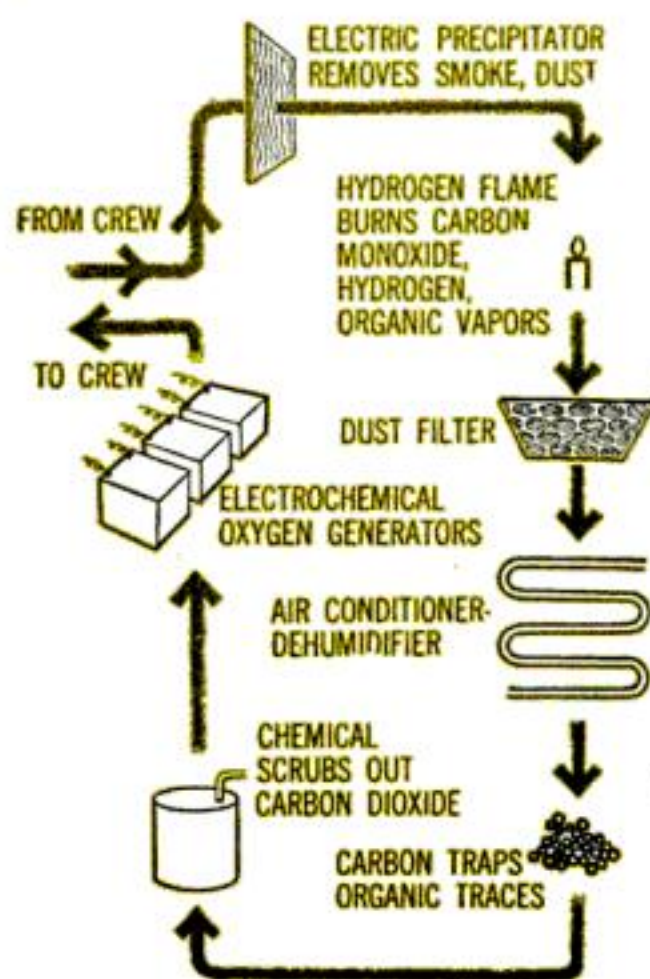 ELECTRIC PRECIPITATOR
REMOVES SMOKE, DUST
FROM CREW
HYDROGEN FLAME
BURNS CARBON
MONOXIDE,
HYDROGEN,
ORGANIC VAPORS
TO CREW
DUST FILTER
ELECTROCHEMICAL
OXYGEN GENERATORS
AIR CONDITIONER-
DEHUMIDIFIER
CHEMICAL
SCRUBS OUT
CARBON DIOXIDE
CARBON TRAPS
ORGANIC TRACES